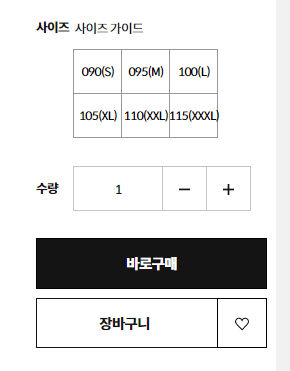 사이즈 사이즈 가이드
090(S) 095(M) 100(L)
105(XL) 110(XXL) 115(XXXL)
수량 1 − +
바로구매
장바구니